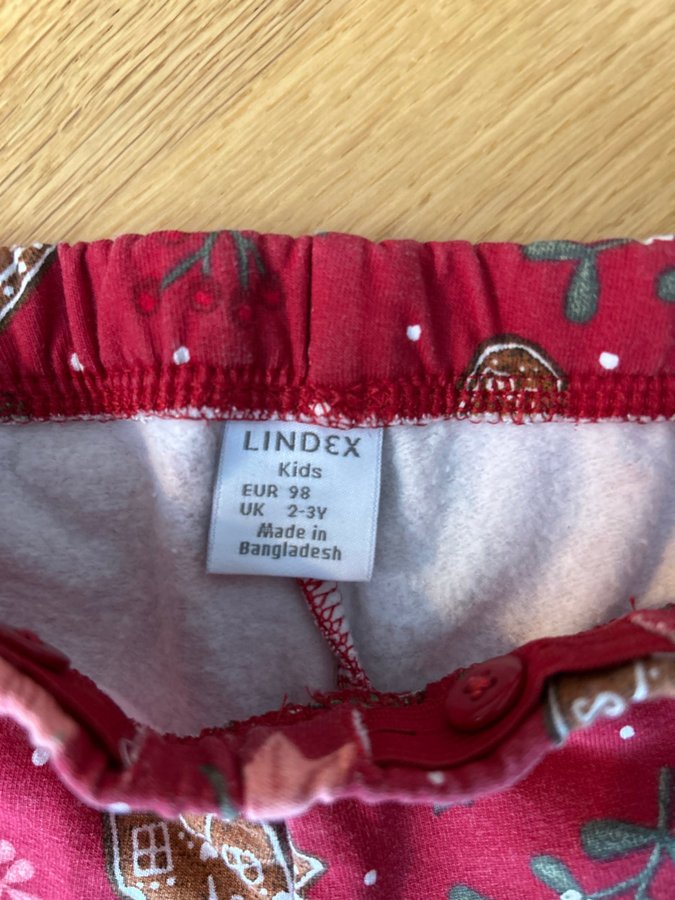 LINDEX
Kids
EUR 98
UK 2-3Y
Made in
Bangladesh